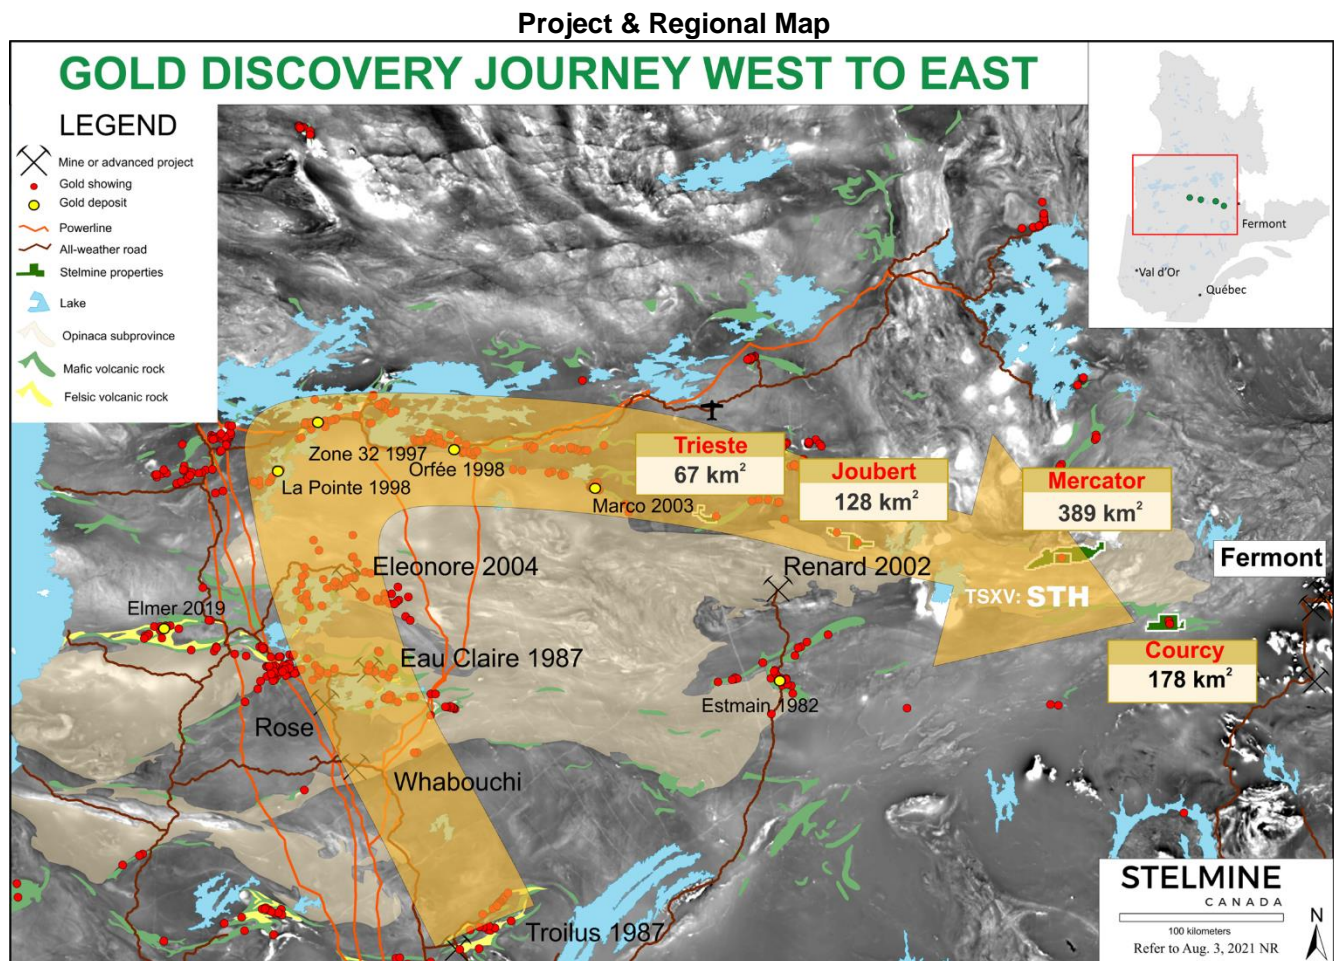 Project & Regional Map
GOLD DISCOVERY JOURNEY WEST TO EAST
LEGEND
Mine or advanced project
Gold showing
Gold deposit
Powerline
All-weather road
Stelmine properties
Lake
Opinaca subprovince
Mafic volcanic rock
Felsic volcanic rock
Fermont
Val d'Or
Québec
Zone 32 1997
Orfée 1998
La Pointe 1998
Marco 2003
Trieste
67 km²
Joubert
128 km²
Mercator
389 km²
Eleonore 2004
Renard 2002
Fermont
TSXV: STH
Elmer 2019
Eau Claire 1987
Courcy
178 km²
Estmain 1982
Rose
Whabouchi
Troilus 1987
STELMINE
CANADA
100 kilometers
Refer to Aug. 3, 2021 NR
N